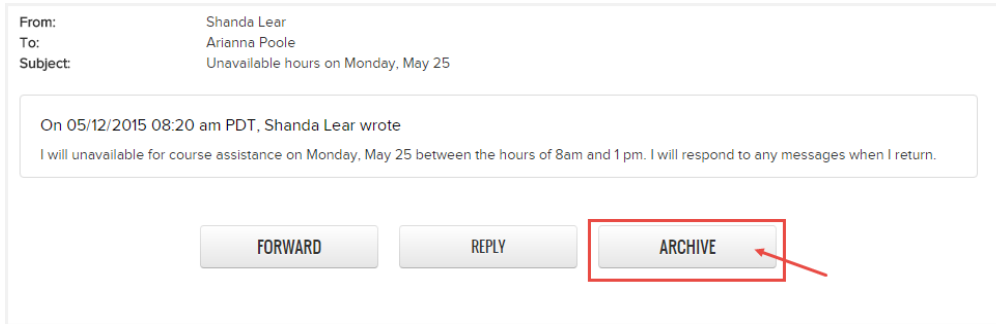 From: Shanda Lear
To: Arianna Poole
Subject: Unavailable hours on Monday, May 25
On 05/12/2015 08:20 am PDT, Shanda Lear wrote
I will unavailable for course assistance on Monday, May 25 between the hours of 8am and 1 pm. I will respond to any messages when I return.
FORWARD REPLY ARCHIVE